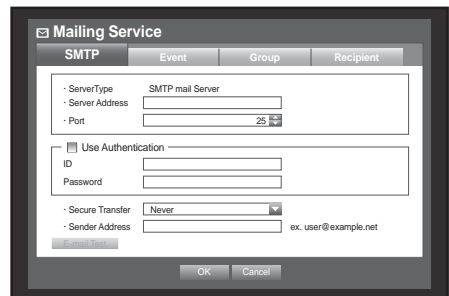 Mailing Service
SMTP Event Group Recipient
· ServerType SMTP mail Server
· Server Address
· Port 25
Use Authentication
ID
Password
· Secure Transfer Never
· Sender Address ex. user@example.net
E-mail Test
OK Cancel